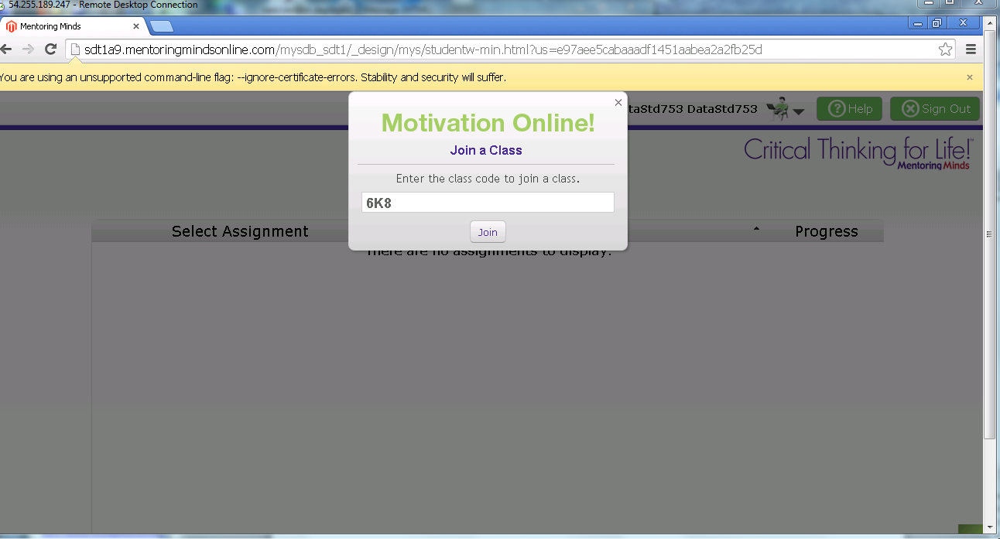 54.255.189.247 - Remote Desktop Connection
Mentoring Minds
sdt1a9.mentoringmindsonline.com/mysdb_sdt1/_design/mys/studentw-min.html?us=e97aee5cabaaadf1451aabea2a2fb25d
You are using an unsupported command-line flag: --ignore-certificate-errors. Stability and security will suffer.
taStd753 DataStd753
Help
Sign Out
Motivation Online!
Join a Class
Critical Thinking for Life!™
Mentoring Minds
Enter the class code to join a class.
6K8
Join
Select Assignment
Progress
There are no assignments to display.